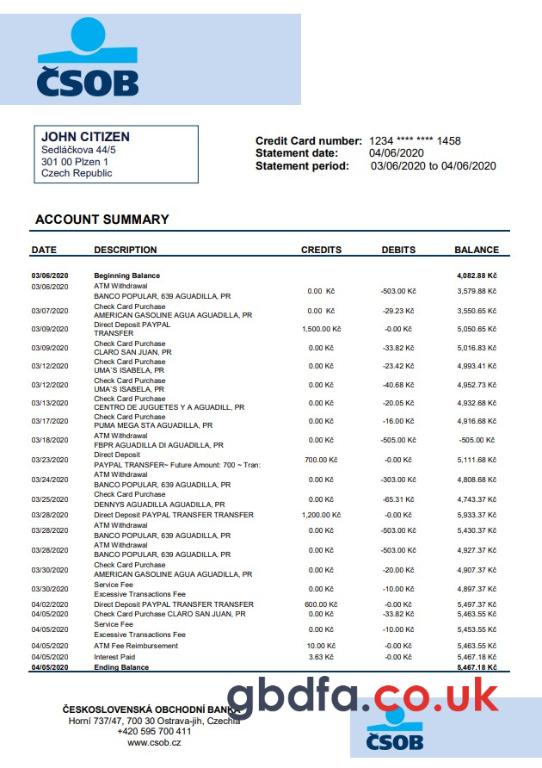 ČSOB
JOHN CITIZEN
Sedláčkova 44/5
301 00 Plzen 1
Czech Republic
Credit Card number: 1234 **** **** 1458
Statement date: 04/06/2020
Statement period: 03/06/2020 to 04/06/2020
ACCOUNT SUMMARY
DATE DESCRIPTION CREDITS DEBITS BALANCE
03/06/2020 Beginning Balance 4,082.88 Kč
03/06/2020 ATM Withdrawal
BANCO POPULAR, 639 AGUADILLA, PR 0.00 Kč -503.00 Kč 3,579.88 Kč
03/07/2020 Check Card Purchase
AMERICAN GASOLINE AGUA AGUADILLA, PR 0.00 Kč -29.23 Kč 3,550.65 Kč
03/09/2020 Direct Deposit PAYPAL
TRANSFER 1,500.00 Kč -0.00 Kč 5,050.65 Kč
03/09/2020 Check Card Purchase
CLARO SAN JUAN, PR 0.00 Kč -33.82 Kč 5,016.83 Kč
03/12/2020 Check Card Purchase
UMA'S ISABELA, PR 0.00 Kč -23.42 Kč 4,993.41 Kč
03/12/2020 Check Card Purchase
UMA'S ISABELA, PR 0.00 Kč -40.68 Kč 4,952.73 Kč
03/13/2020 Check Card Purchase
CENTRO DE JUGUETES Y A AGUADILL, PR 0.00 Kč -20.05 Kč 4,932.68 Kč
03/17/2020 Check Card Purchase
PUMA MEGA STA AGUADILLA, PR 0.00 Kč -16.00 Kč 4,916.68 Kč
03/18/2020 ATM Withdrawal
FBPR AGUADILLA DI AGUADILLA, PR 0.00 Kč -505.00 Kč -505.00 Kč
03/23/2020 Direct Deposit
PAYPAL TRANSFER~ Future Amount: 700 ~ Tran: 700.00 Kč -0.00 Kč 5,111.68 Kč
03/24/2020 ATM Withdrawal
BANCO POPULAR, 639 AGUADILLA, PR 0.00 Kč -303.00 Kč 4,808.68 Kč
03/25/2020 Check Card Purchase
DENNYS AGUADILLA AGUADILLA, PR 0.00 Kč -65.31 Kč 4,743.37 Kč
03/28/2020 Direct Deposit PAYPAL TRANSFER TRANSFER 1,200.00 Kč -0.00 Kč 5,933.37 Kč
03/28/2020 ATM Withdrawal
BANCO POPULAR, 639 AGUADILLA, PR 0.00 Kč -503.00 Kč 5,430.37 Kč
03/28/2020 ATM Withdrawal
BANCO POPULAR, 639 AGUADILLA, PR 0.00 Kč -503.00 Kč 4,927.37 Kč
03/30/2020 Check Card Purchase
AMERICAN GASOLINE AGUA AGUADILLA, PR 0.00 Kč -20.00 Kč 4,907.37 Kč
03/30/2020 Service Fee
Excessive Transactions Fee 0.00 Kč -10.00 Kč 4,897.37 Kč
04/02/2020 Direct Deposit PAYPAL TRANSFER TRANSFER 600.00 Kč -0.00 Kč 5,497.37 Kč
04/05/2020 Check Card Purchase CLARO SAN JUAN, PR 0.00 Kč -33.82 Kč 5,463.55 Kč
04/05/2020 Service Fee
Excessive Transactions Fee 0.00 Kč -10.00 Kč 5,453.55 Kč
04/05/2020 ATM Fee Reimbursement 10.00 Kč -0.00 Kč 5,463.55 Kč
04/05/2020 Interest Paid 3.63 Kč -0.00 Kč 5,467.18 Kč
04/05/2020 Ending Balance 5,467.18 Kč
gbdfa.co.uk
ČESKOSLOVENSKÁ OBCHODNÍ BANKA
Horní 737/47, 700 30 Ostrava-jih, Czechia
+420 595 700 411
www.csob.cz
ČSOB